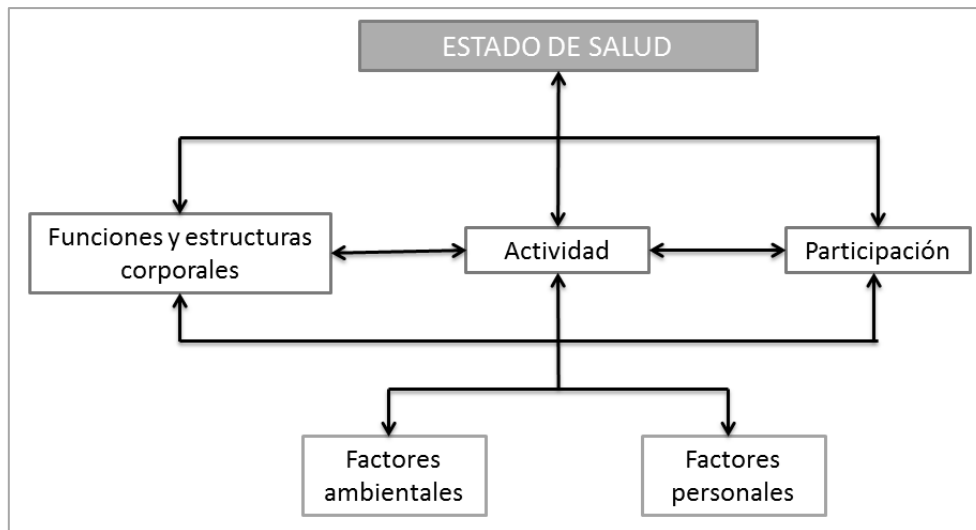 ESTADO DE SALUD
Funciones y estructuras
corporales
Actividad
Participación
Factores
ambientales
Factores
personales